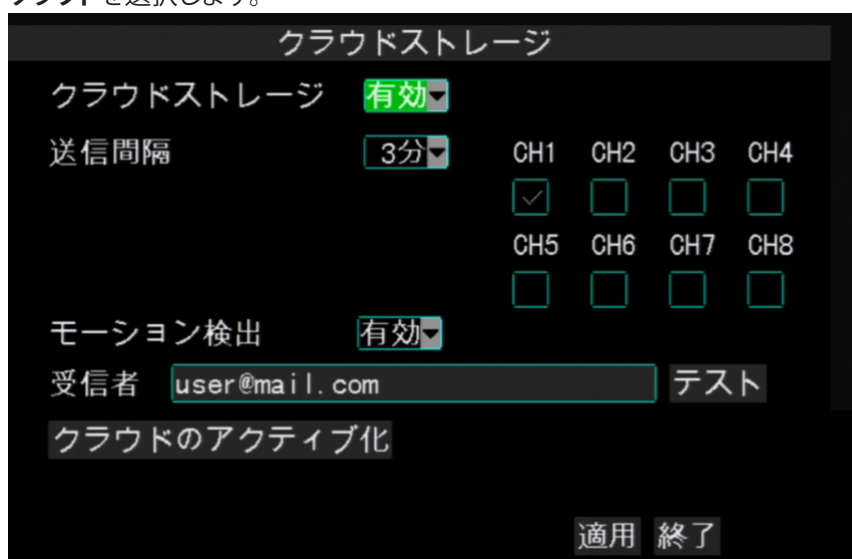 クラウドを選択します。
クラウドストレージ
クラウドストレージ 有効
送信間隔 3分 CH1 CH2 CH3 CH4
CH5 CH6 CH7 CH8
モーション検出 有効
受信者 user@mail.com テスト
クラウドのアクティブ化
適用 終了